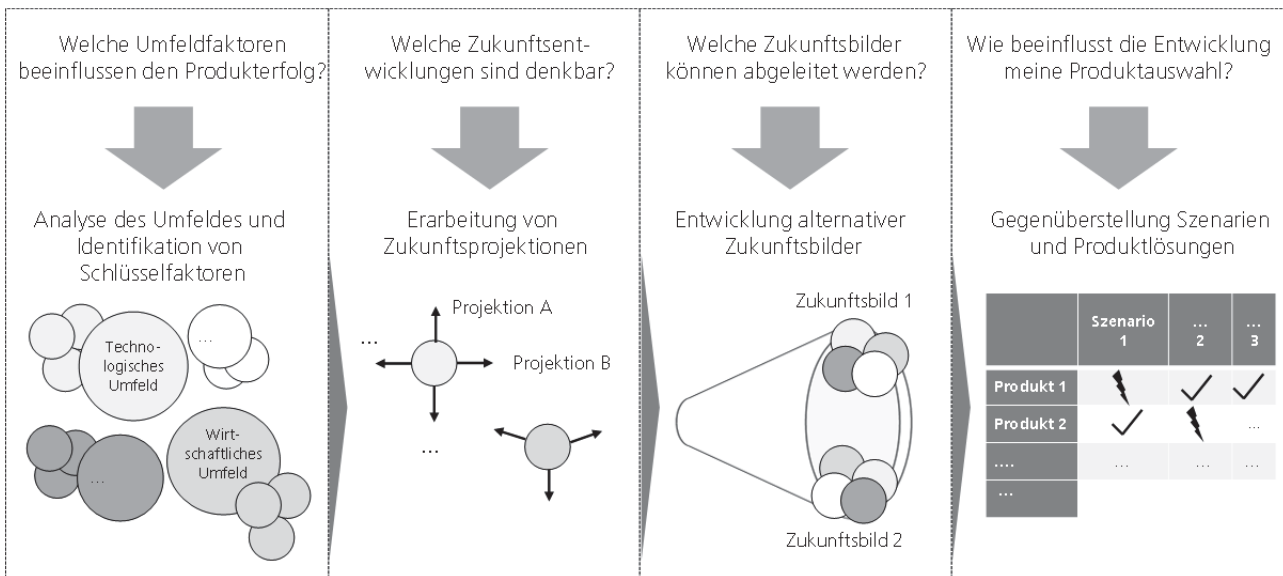 Welche Umfeldfaktoren
beeinflussen den Produkterfolg?
Analyse des Umfeldes und
Identifikation von
Schlüsselfaktoren
Techno-
logisches
Umfeld
...
Wirt-
schaftliches
Umfeld
...
Welche Zukunftsent-
wicklungen sind denkbar?
Erarbeitung von
Zukunftsprojektionen
Projektion A
...
Projektion B
...
Welche Zukunftsbilder
können abgeleitet werden?
Entwicklung alternativer
Zukunftsbilder
Zukunftsbild 1
Zukunftsbild 2
Wie beeinflusst die Entwicklung
meine Produktauswahl?
Gegenüberstellung Szenarien
und Produktlösungen
Szenario ... ...
1 2 3
Produkt 1 ✓ ✓
Produkt 2 ✓ ...
.... ... ... ...
...